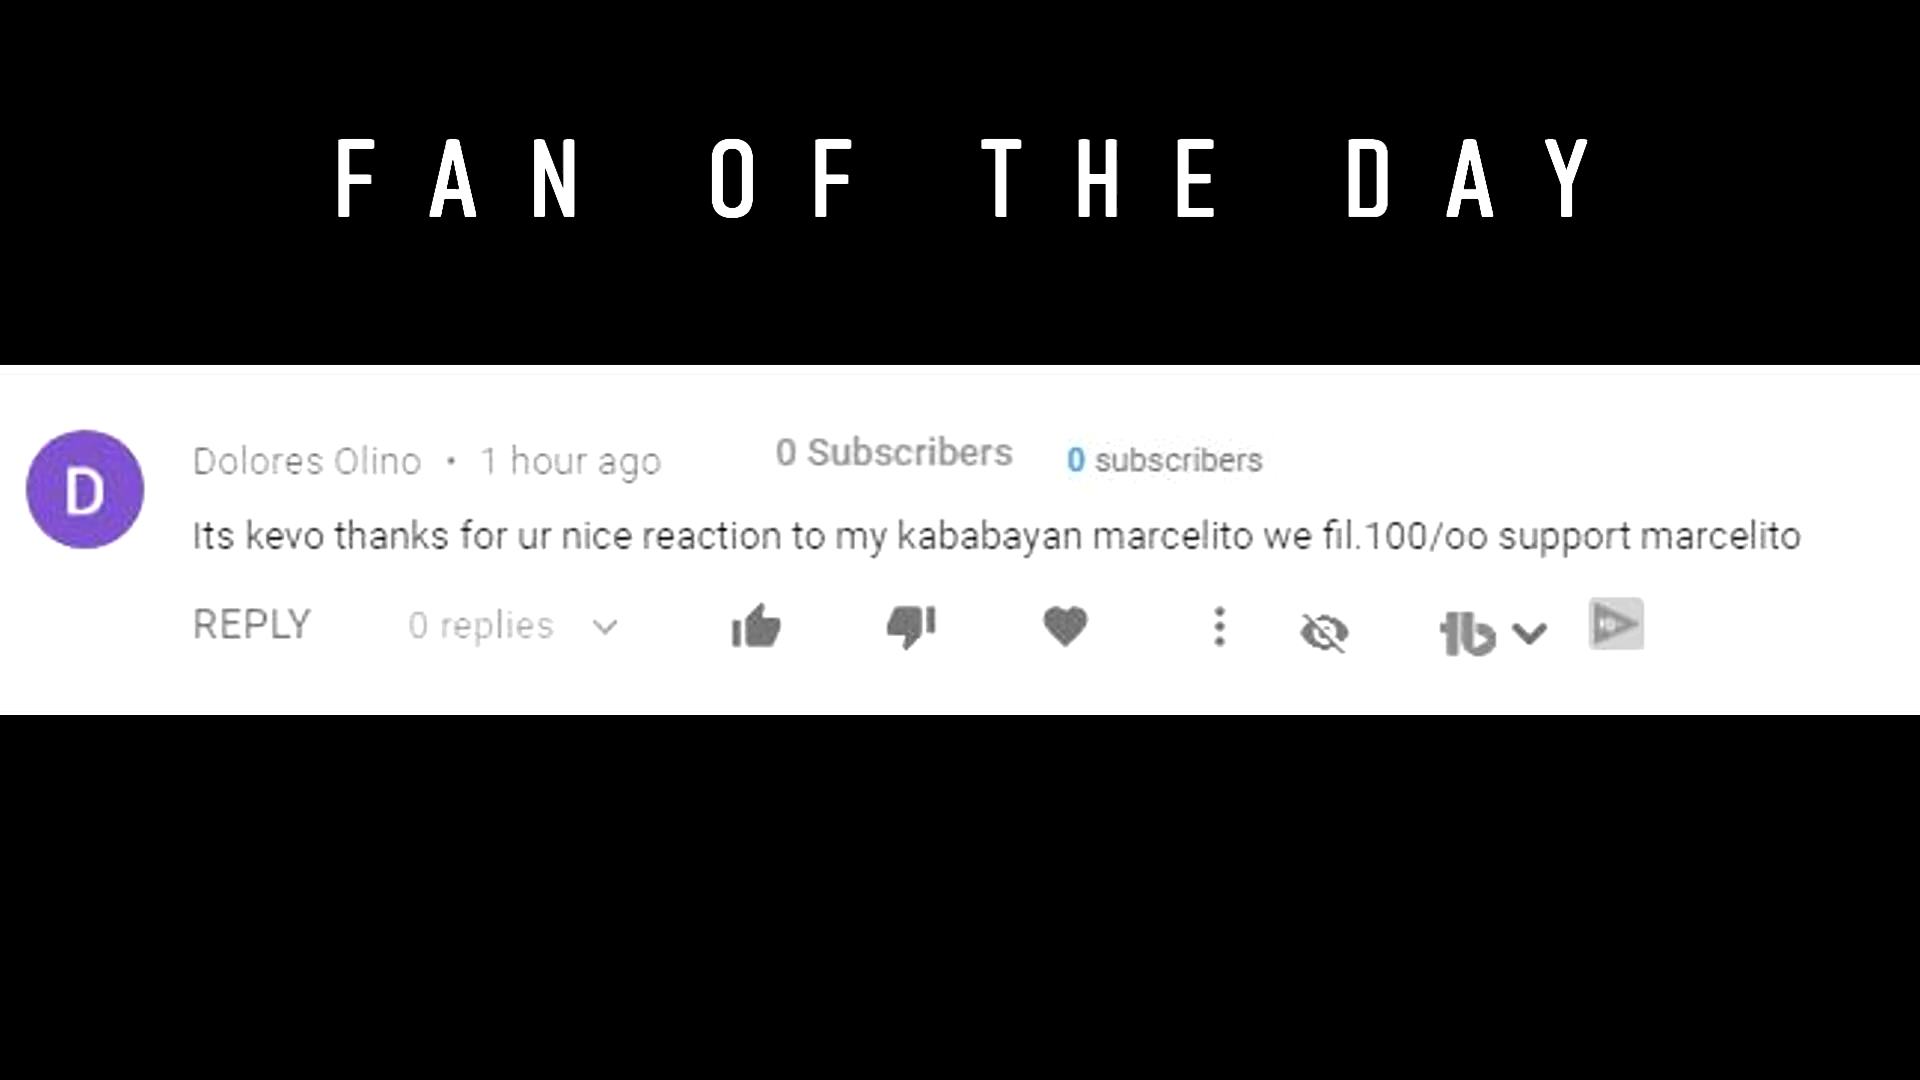 FAN OF THE DAY
D
Dolores Olino • 1 hour ago 0 Subscribers 0 subscribers
Its kevo thanks for ur nice reaction to my kababayan marcelito we fil.100/oo support marcelito
REPLY 0 replies